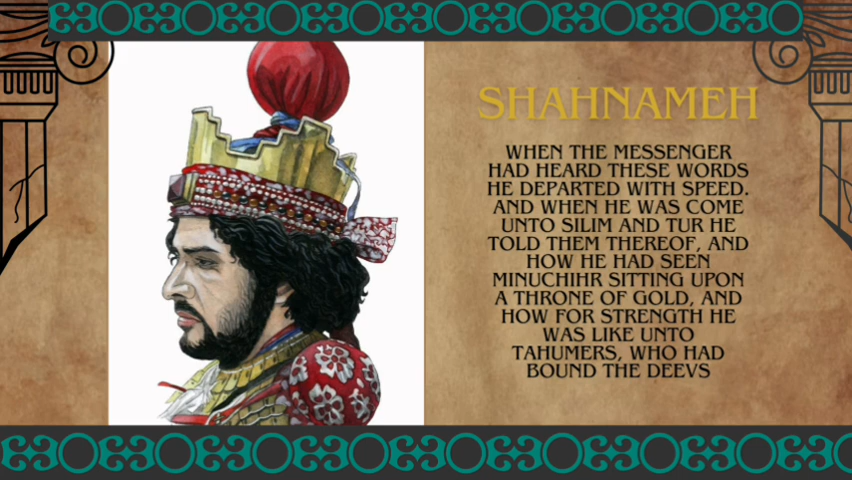 SHAHNAMEH
WHEN THE MESSENGER
HAD HEARD THESE WORDS
HE DEPARTED WITH SPEED.
AND WHEN HE WAS COME
UNTO SILIM AND TUR HE
TOLD THEM THEREOF, AND
HOW HE HAD SEEN
MINUCHIHR SITTING UPON
A THRONE OF GOLD, AND
HOW FOR STRENGTH HE
WAS LIKE UNTO
TAHUMERS, WHO HAD
BOUND THE DEEVS